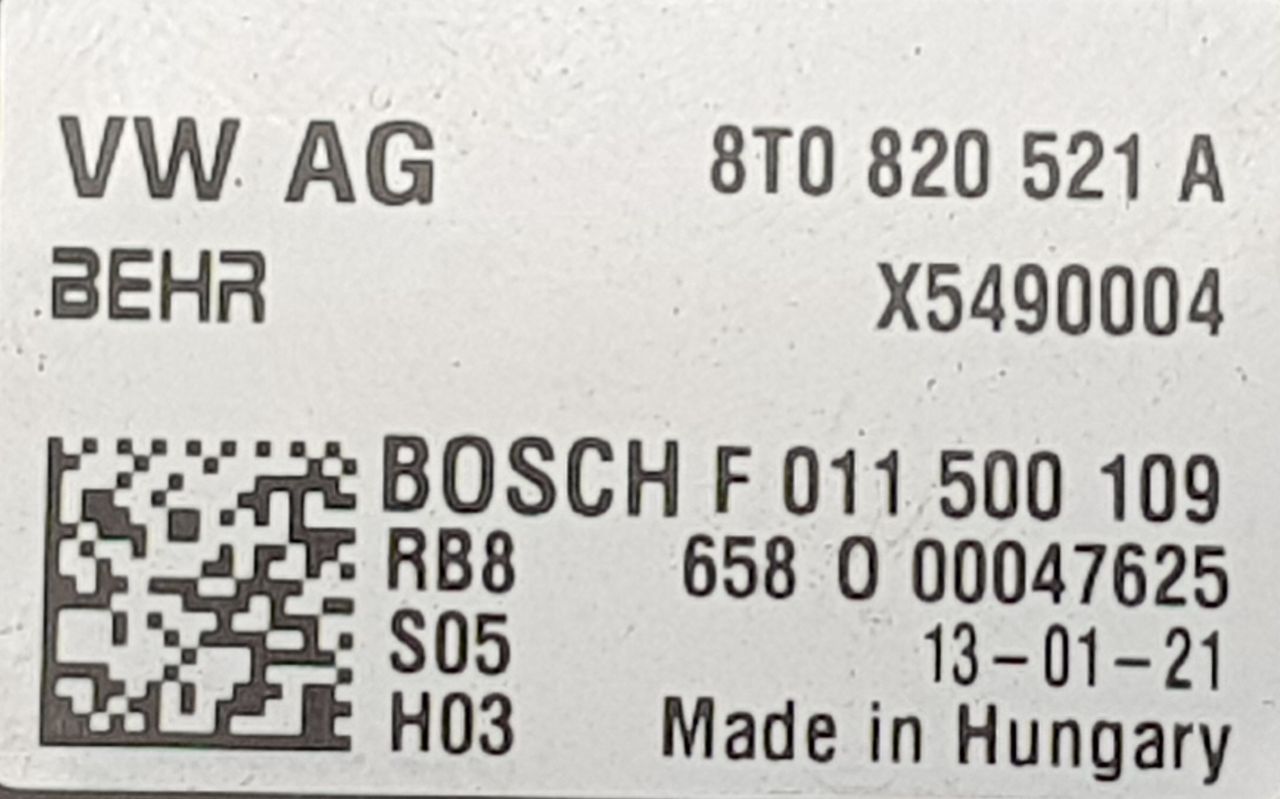 VW AG 8T0 820 521 A
BEHR X5490004
BOSCH F 011 500 109
RB8 658 0 00047625
S05 13-01-21
H03 Made in Hungary